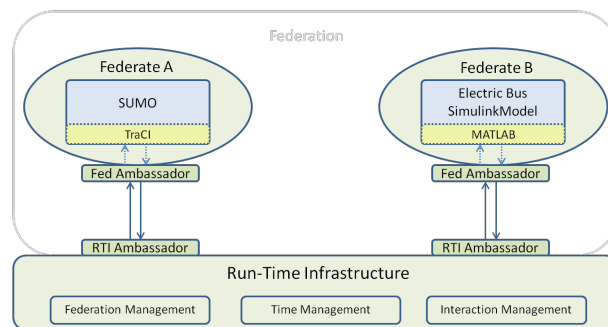 Federation
Federate A
Federate B
SUMO
Electric Bus
SimulinkModel
TraCI
MATLAB
Fed Ambassador
Fed Ambassador
RTI Ambassador
RTI Ambassador
Run-Time Infrastructure
Federation Management
Time Management
Interaction Management